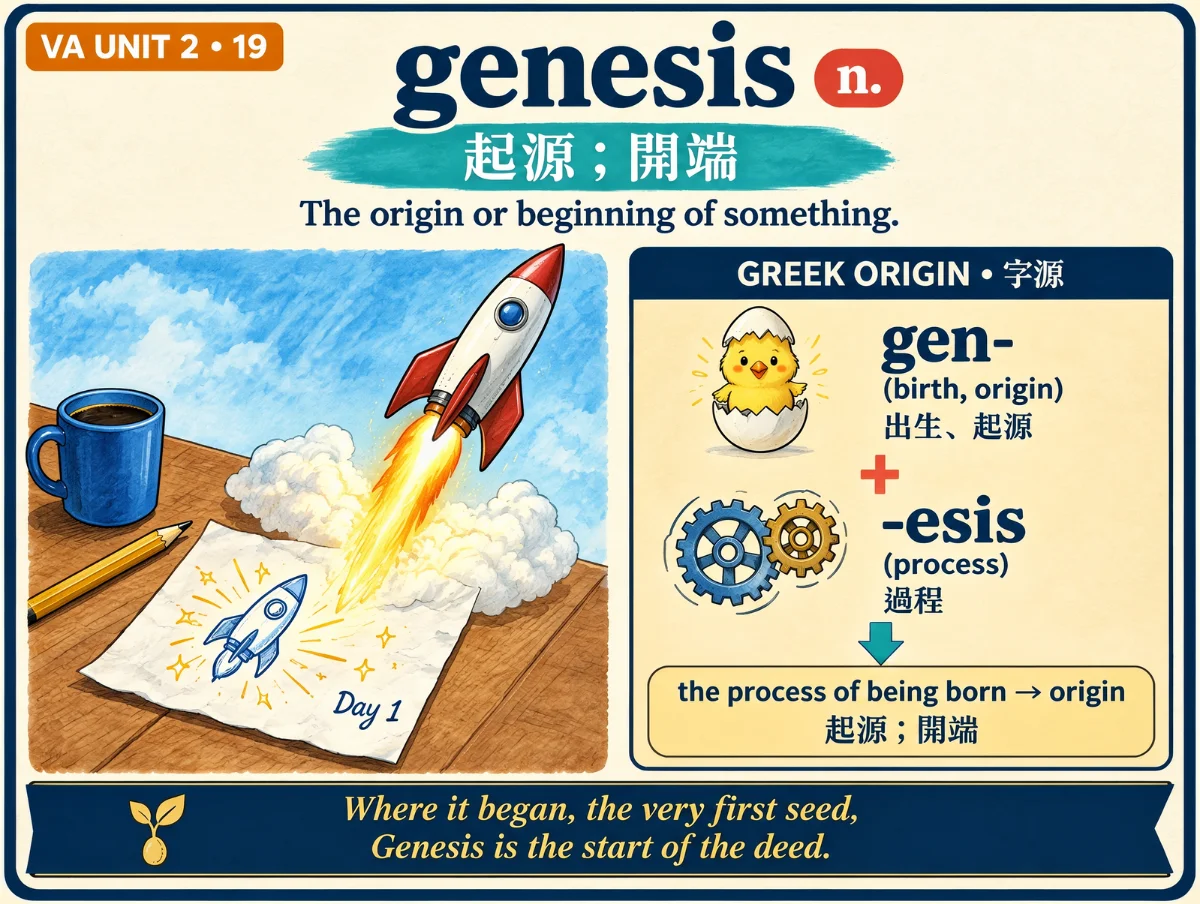 VA UNIT 2 • 19
genesis n.
起源；開端
The origin or beginning of something.
Day 1
GREEK ORIGIN • 字源
gen-
(birth, origin)
出生、起源
+
-esis
(process)
過程
the process of being born → origin
起源；開端
Where it began, the very first seed,
Genesis is the start of the deed.